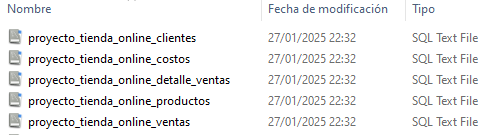 Nombre Fecha de modificación Tipo
proyecto_tienda_online_clientes 27/01/2025 22:32 SQL Text File
proyecto_tienda_online_costos 27/01/2025 22:32 SQL Text File
proyecto_tienda_online_detalle_ventas 27/01/2025 22:32 SQL Text File
proyecto_tienda_online_productos 27/01/2025 22:32 SQL Text File
proyecto_tienda_online_ventas 27/01/2025 22:32 SQL Text File